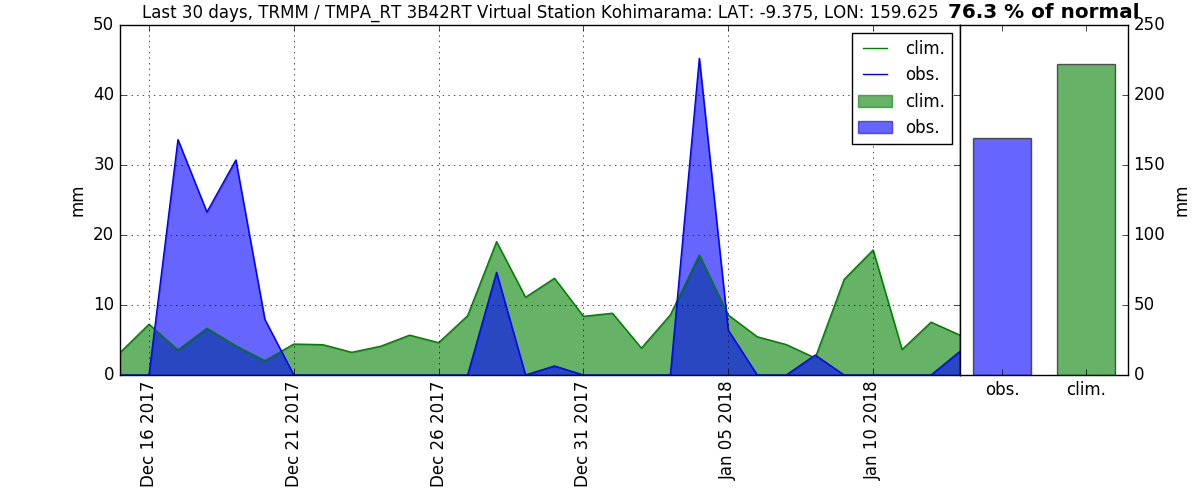 Last 30 days, TRMM / TMPA_RT 3B42RT Virtual Station Kohimarama: LAT: -9.375, LON: 159.625 76.3 % of normal
50
40
30
20
10
0
mm
clim.
obs.
clim.
obs.
Dec 16 2017
Dec 21 2017
Dec 26 2017
Dec 31 2017
Jan 05 2018
Jan 10 2018
250
200
150
100
50
0
mm
obs. clim.